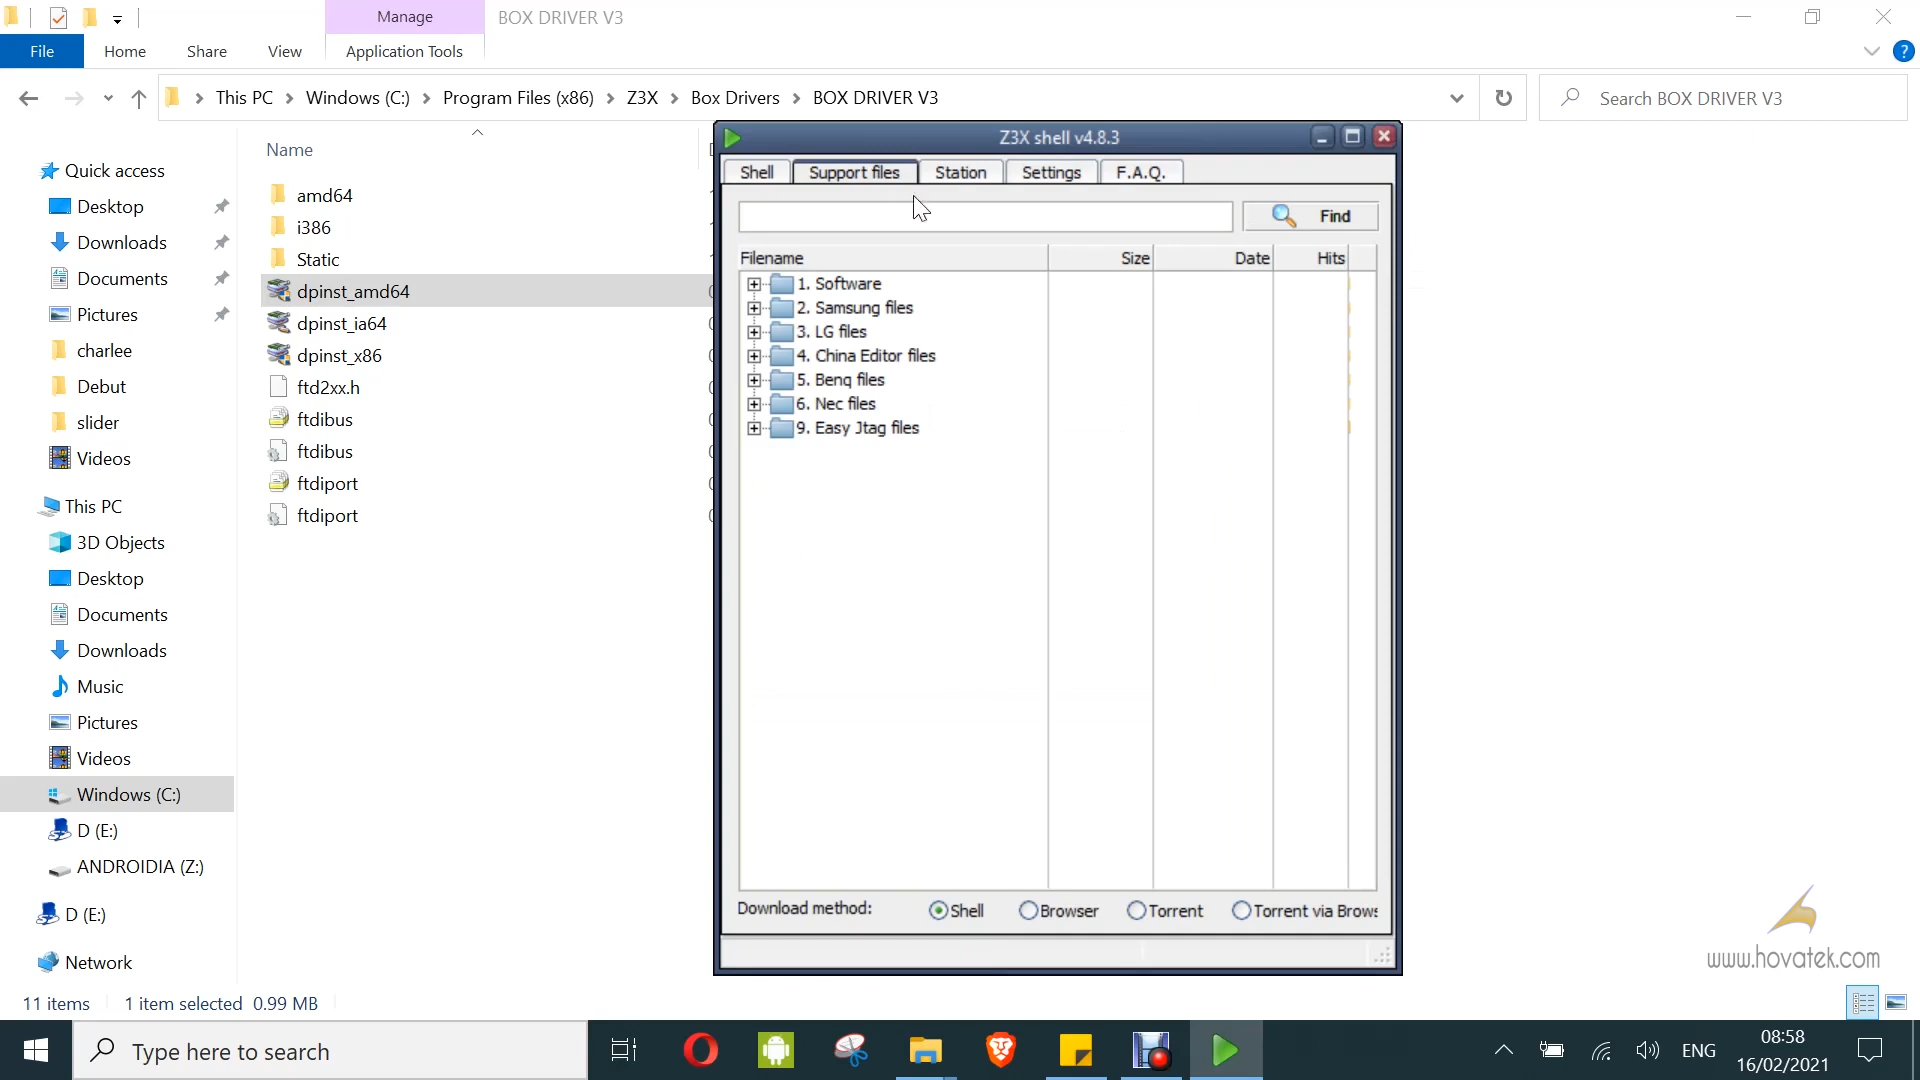 Manage
BOX DRIVER V3
File
Home
Share
View
Application Tools
This PC
Windows (C:)
Program Files (x86)
Z3X
Box Drivers
BOX DRIVER V3
Search BOX DRIVER V3
Quick access
Desktop
Downloads
Documents
Pictures
charlee
Debut
slider
Videos
This PC
3D Objects
Desktop
Documents
Downloads
Music
Pictures
Videos
Windows (C:)
D (E:)
ANDROIDIA (Z:)
D (E:)
Network
Name
amd64
i386
Static
dpinst_amd64
dpinst_ia64
dpinst_x86
ftd2xx.h
ftdibus
ftdibus
ftdiport
ftdiport
Z3X shell v4.8.3
Shell
Support files
Station
Settings
F.A.Q.
Find
Filename
Size
Date
Hits
1. Software
2. Samsung files
3. LG files
4. China Editor files
5. Benq files
6. Nec files
9. Easy Jtag files
Download method:
Shell
Browser
Torrent
Torrent via Brows
www.hovatek.com
11 items
1 item selected 0.99 MB
Type here to search
ENG
08:58
16/02/2021